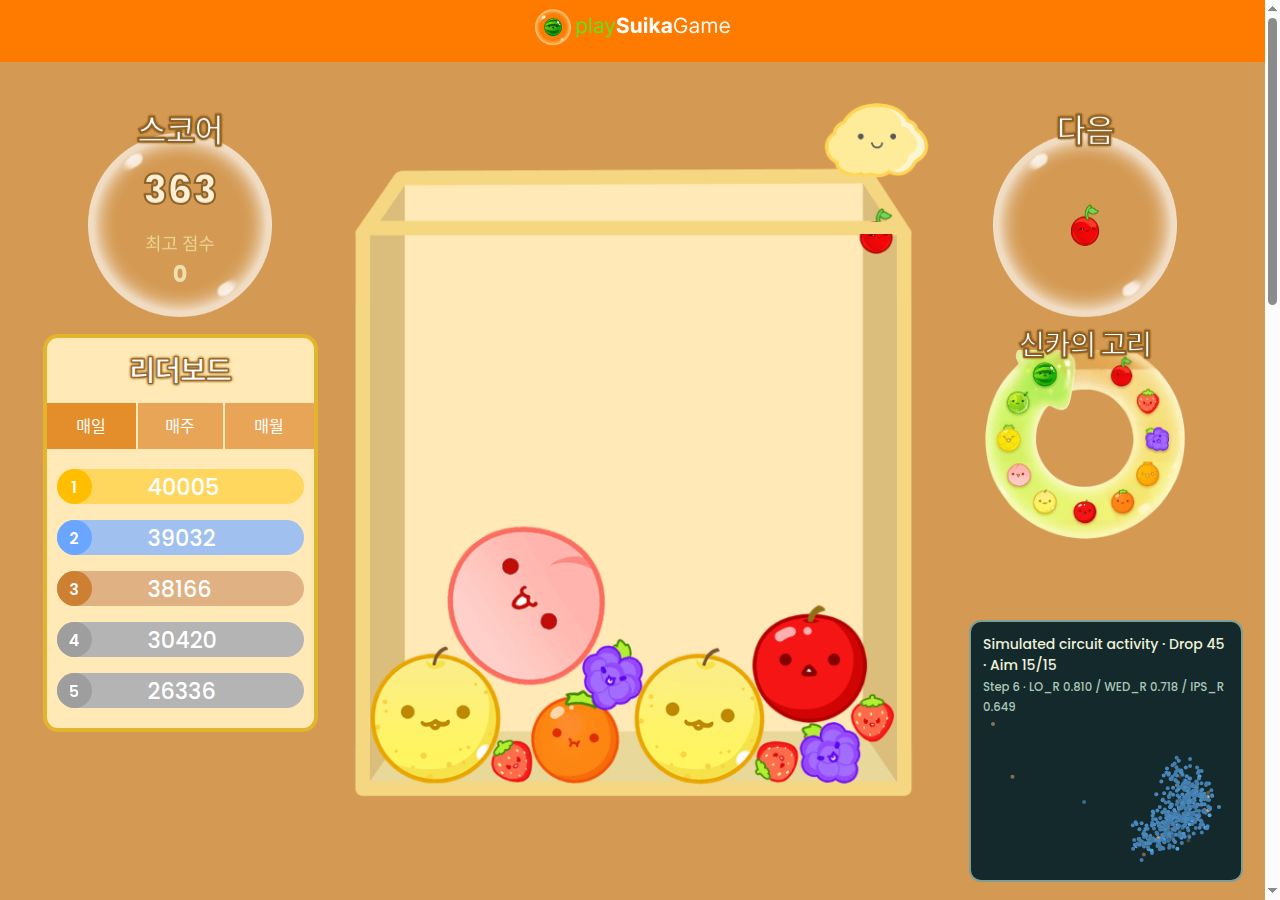 playSuikaGame
스코어
363
최고 점수
0
다음
신카의 고리
리더보드
매일 매주 매월
1 40005
2 39032
3 38166
4 30420
5 26336
Simulated circuit activity · Drop 45
· Aim 15/15
Step 6 · LO_R 0.810 / WED_R 0.718 / IPS_R
0.649